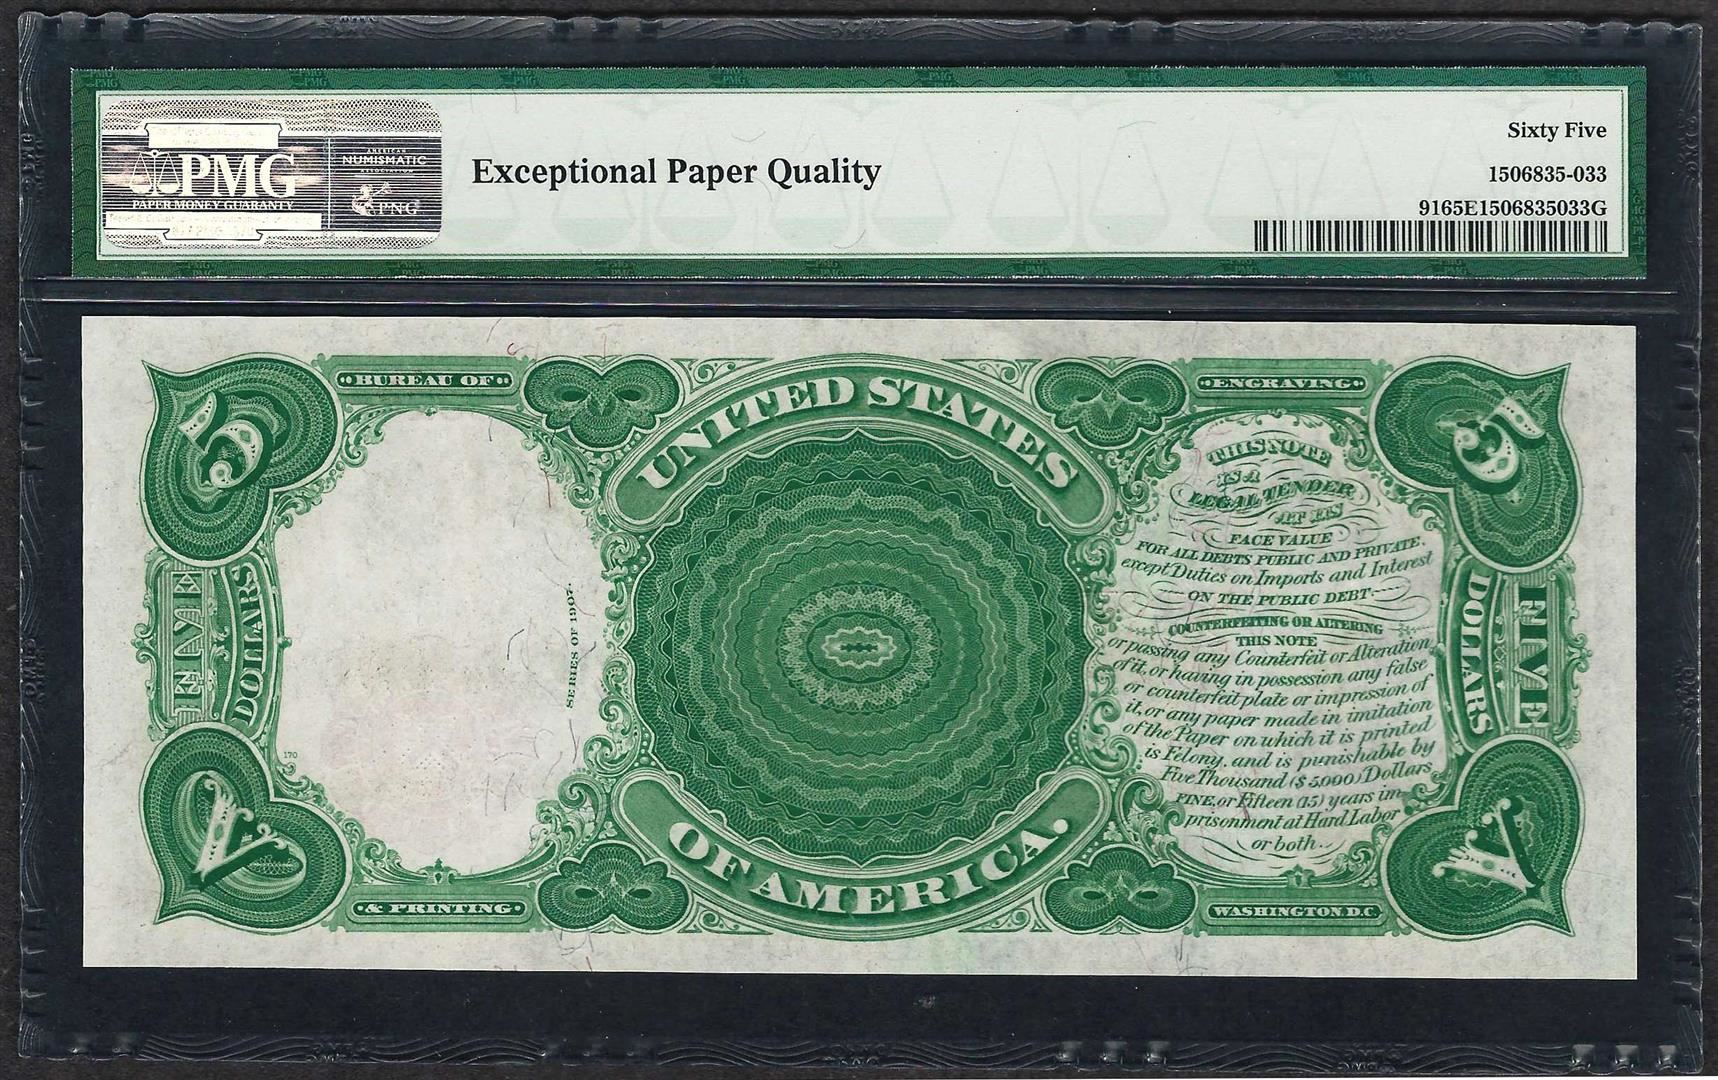 PMG
PAPER MONEY GUARANTY
AMERICAN
NUMISMATIC
ASSOCIATION
PNG
Exceptional Paper Quality
Sixty Five
1506835-033
9165E1506835033G
BUREAU OF
ENGRAVING
& PRINTING
WASHINGTON D.C.
UNITED STATES
OF AMERICA.
5
5
V
V
FIVE
DOLLARS
FIVE
DOLLARS
170
SERIES OF 1907.
THIS NOTE
IS A
LEGAL TENDER
AT ITS
FACE VALUE
FOR ALL DEBTS PUBLIC AND PRIVATE,
except Duties on Imports and Interest
ON THE PUBLIC DEBT
COUNTERFEITING OR ALTERING
THIS NOTE
or passing any Counterfeit or Alteration
of it, or having in possession any false
or counterfeit plate or impression of
it, or any paper made in imitation
of the Paper on which it is printed
is Felony, and is punishable by
Five Thousand ($5,000) Dollars
FINE, or Fifteen (15) years im-
prisonment at Hard Labor
or both.